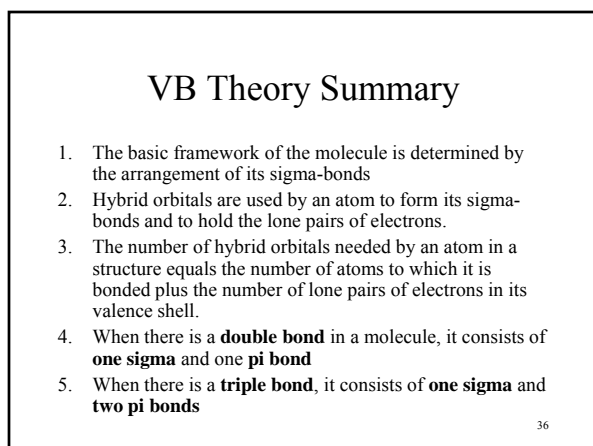 VB Theory Summary
1. The basic framework of the molecule is determined by
the arrangement of its sigma-bonds
2. Hybrid orbitals are used by an atom to form its sigma-
bonds and to hold the lone pairs of electrons.
3. The number of hybrid orbitals needed by an atom in a
structure equals the number of atoms to which it is
bonded plus the number of lone pairs of electrons in its
valence shell.
4. When there is a double bond in a molecule, it consists of
one sigma and one pi bond
5. When there is a triple bond, it consists of one sigma and
two pi bonds
36